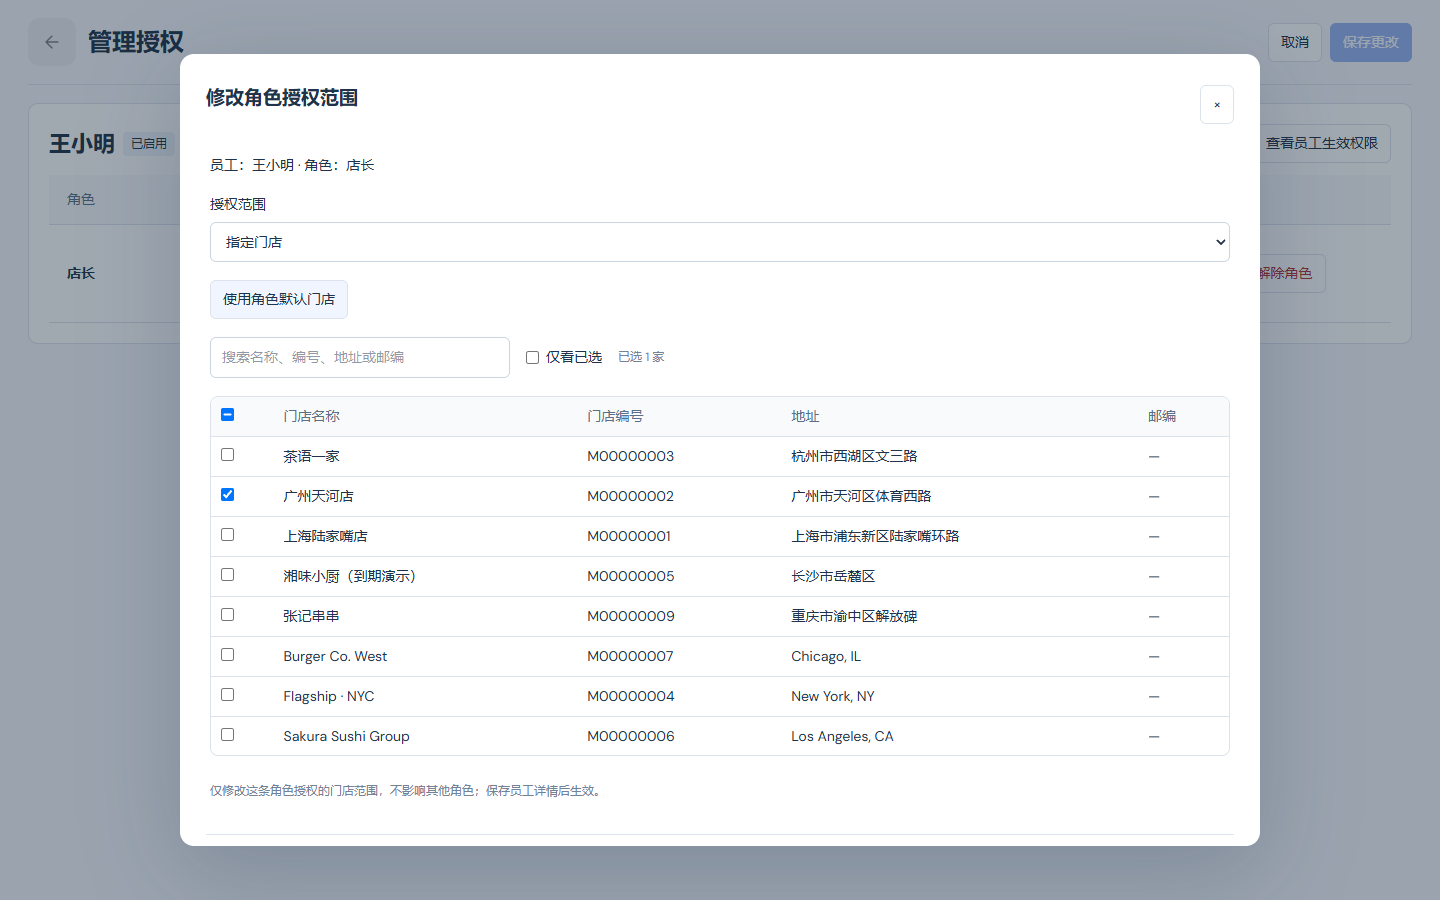 管理授权
取消
保存更改
修改角色授权范围
×
王小明
已启用
查看员工生效权限
员工：王小明 · 角色：店长
角色
授权范围
指定门店
店长
解除角色
使用角色默认门店
搜索名称、编号、地址或邮编
仅看已选
已选 1 家
门店名称 门店编号 地址 邮编
茶语一家 M00000003 杭州市西湖区文三路 —
广州天河店 M00000002 广州市天河区体育西路 —
上海陆家嘴店 M00000001 上海市浦东新区陆家嘴环路 —
湘味小厨（到期演示） M00000005 长沙市岳麓区 —
张记串串 M00000009 重庆市渝中区解放碑 —
Burger Co. West M00000007 Chicago, IL —
Flagship · NYC M00000004 New York, NY —
Sakura Sushi Group M00000006 Los Angeles, CA —
仅修改这条角色授权的门店范围，不影响其他角色；保存员工详情后生效。